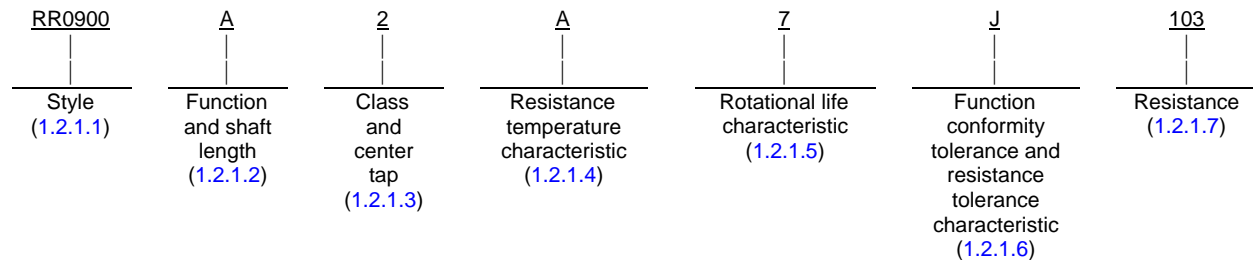 RR0900 A 2 A 7 J 103
Style
(1.2.1.1)
Function
and shaft
length
(1.2.1.2)
Class
and
center
tap
(1.2.1.3)
Resistance
temperature
characteristic
(1.2.1.4)
Rotational life
characteristic
(1.2.1.5)
Function
conformity
tolerance and
resistance
tolerance
characteristic
(1.2.1.6)
Resistance
(1.2.1.7)